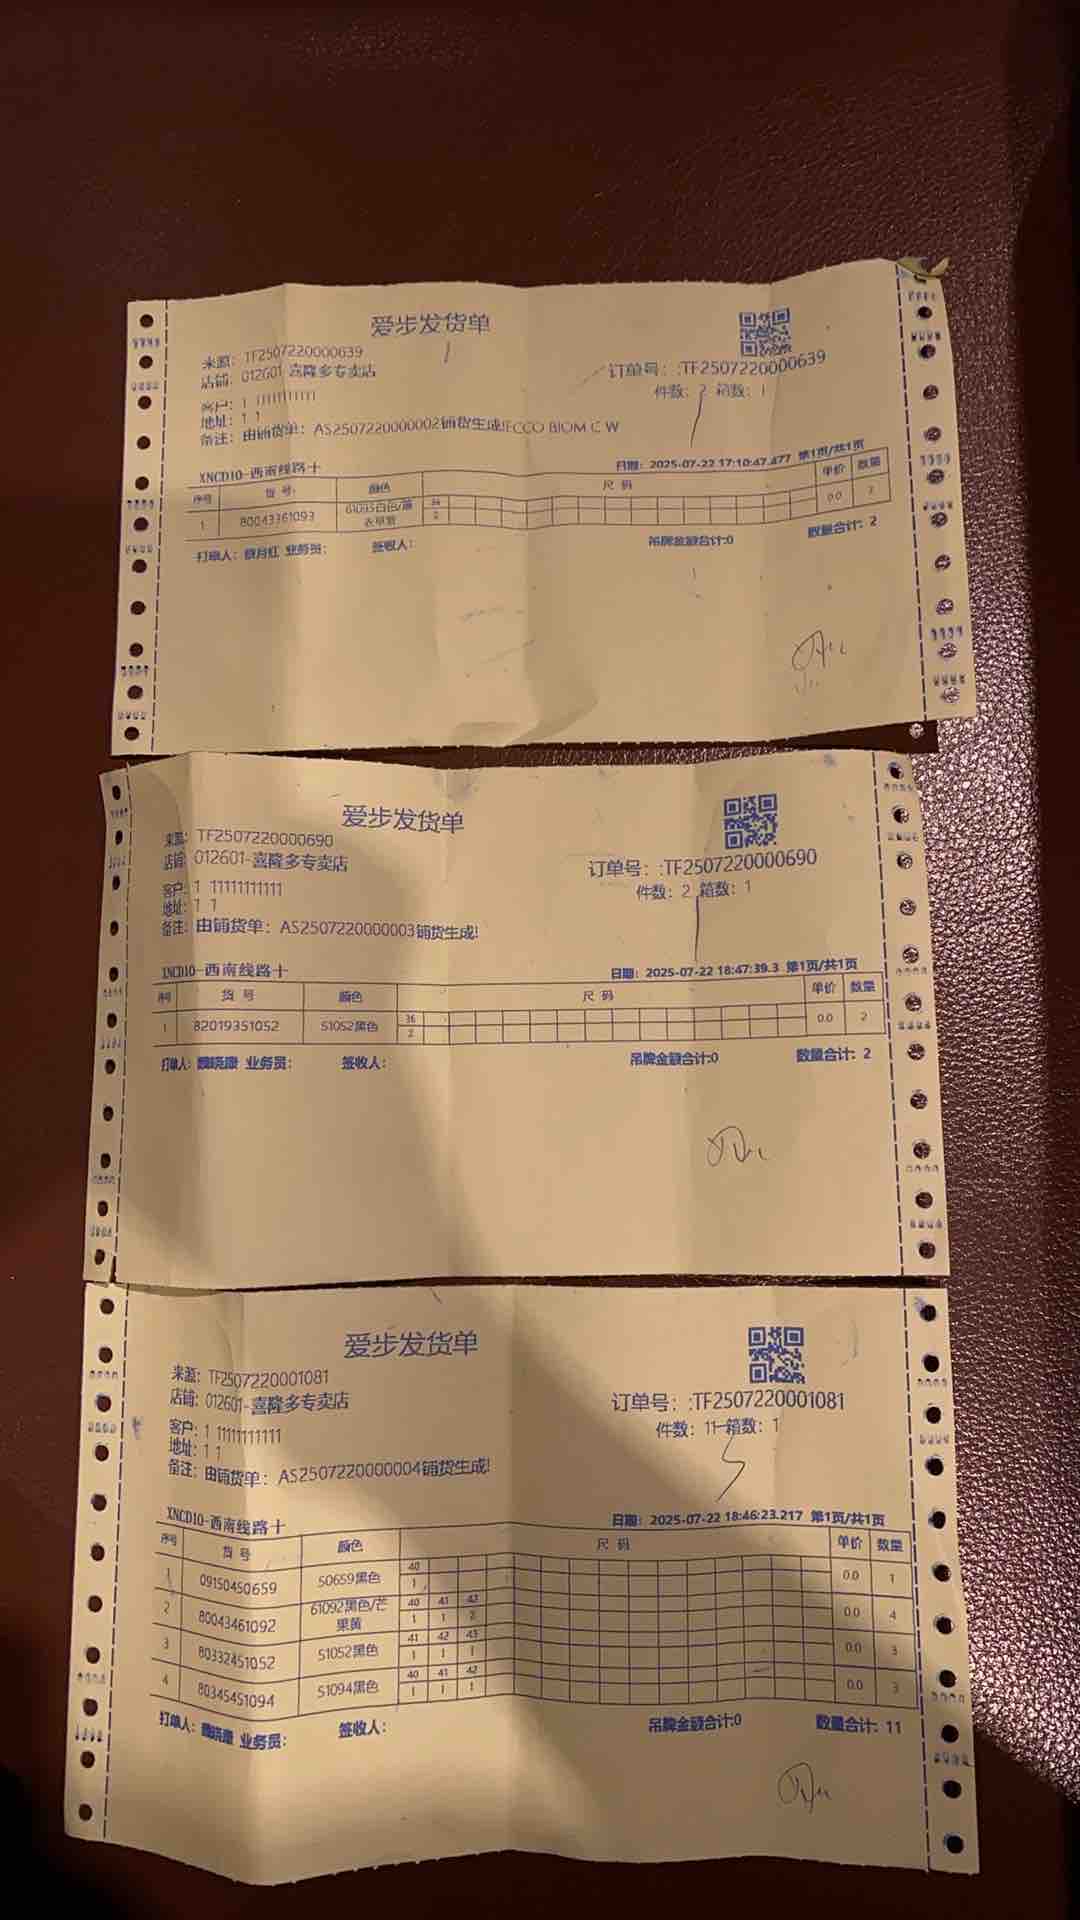 爱步发货单
来源: TF2507220000639
订单号: :TF2507220000639
店铺: 012601-喜隆多专卖店
件数: 2 箱数: 1
客户: 1 11111111111
地址: 1 1
备注: 由铺货单: AS2507220000002铺货生成!ECCO BIOM C W
XNCD10-西南线路十
日期: 2025-07-22 17:10:47.477 第1页/共1页
序号 货 号 颜色 尺 码 单价 数量
1 80043361093 61093白色/ 0.0 2
2
打单人: 业务员: 签收人: 吊牌金额合计:0 数量合计: 2
爱步发货单
来源: TF2507220000690
订单号: :TF2507220000690
店铺: 012601-喜隆多专卖店
件数: 2 箱数: 1
客户: 1 11111111111
地址: 1 1
备注: 由铺货单: AS2507220000003铺货生成!
XNCD10-西南线路十
日期: 2025-07-22 18:47:39.3 第1页/共1页
序号 货 号 颜色 尺 码 单价 数量
36
1 82019351052 51052黑色 0.0 2
2
打单人: 魏晓康 业务员: 签收人: 吊牌金额合计:0 数量合计: 2
爱步发货单
来源: TF2507220001081
订单号: :TF2507220001081
店铺: 012601-喜隆多专卖店
件数: 11 箱数: 1
客户: 1 11111111111
地址: 1 1
备注: 由铺货单: AS2507220000004铺货生成!
XNCD10-西南线路十
日期: 2025-07-22 18:46:23.217 第1页/共1页
序号 货 号 颜色 尺 码 单价 数量
40
1 09150450659 50659黑色 0.0 1
1
40 41 42
2 80043461092 61092黑色/芒果黄 0.0 4
1 1 2
41 42 43
3 80332451052 51052黑色 0.0 3
1 1 1
40 41 42
4 80345451094 51094黑色 0.0 3
1 1 1
打单人: 魏晓康 业务员: 签收人: 吊牌金额合计:0 数量合计: 11